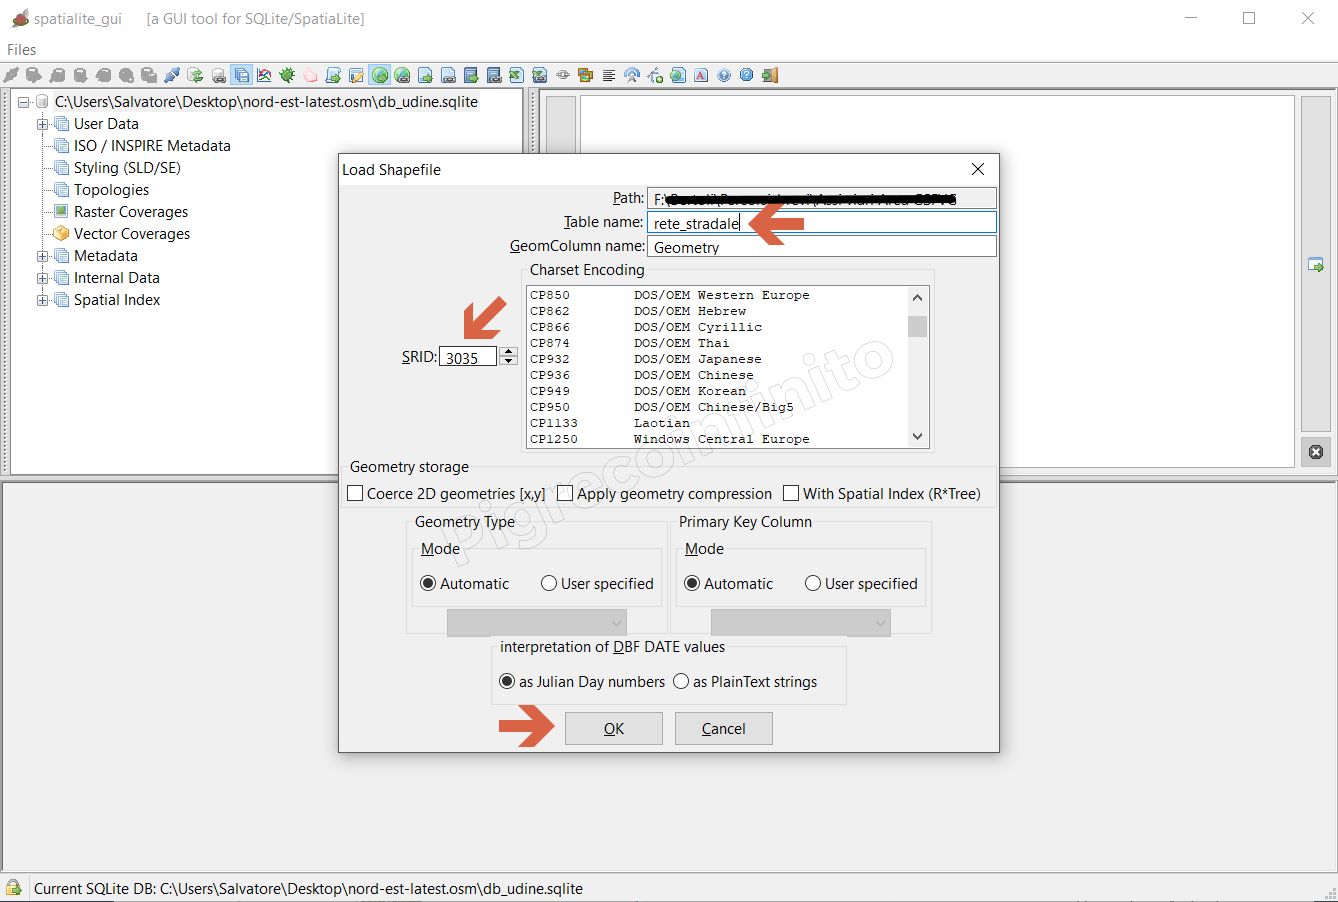 spatialite_gui [a GUI tool for SQLite/SpatiaLite]
Files
C:\Users\Salvatore\Desktop\nord-est-latest.osm\db_udine.sqlite
User Data
ISO / INSPIRE Metadata
Styling (SLD/SE)
Topologies
Raster Coverages
Vector Coverages
Metadata
Internal Data
Spatial Index
Load Shapefile
Path: F:\
Table name: rete_stradale
GeomColumn name: Geometry
Charset Encoding
CP850 DOS/OEM Western Europe
CP862 DOS/OEM Hebrew
CP866 DOS/OEM Cyrillic
CP874 DOS/OEM Thai
CP932 DOS/OEM Japanese
CP936 DOS/OEM Chinese
CP949 DOS/OEM Korean
CP950 DOS/OEM Chinese/Big5
CP1133 Laotian
CP1250 Windows Central Europe
SRID: 3035
Pigrecoinfinito
Geometry storage
Coerce 2D geometries [x,y] Apply geometry compression With Spatial Index (R*Tree)
Geometry Type Primary Key Column
Mode Mode
Automatic User specified Automatic User specified
interpretation of DBF DATE values
as Julian Day numbers as PlainText strings
OK Cancel
Current SQLite DB: C:\Users\Salvatore\Desktop\nord-est-latest.osm\db_udine.sqlite